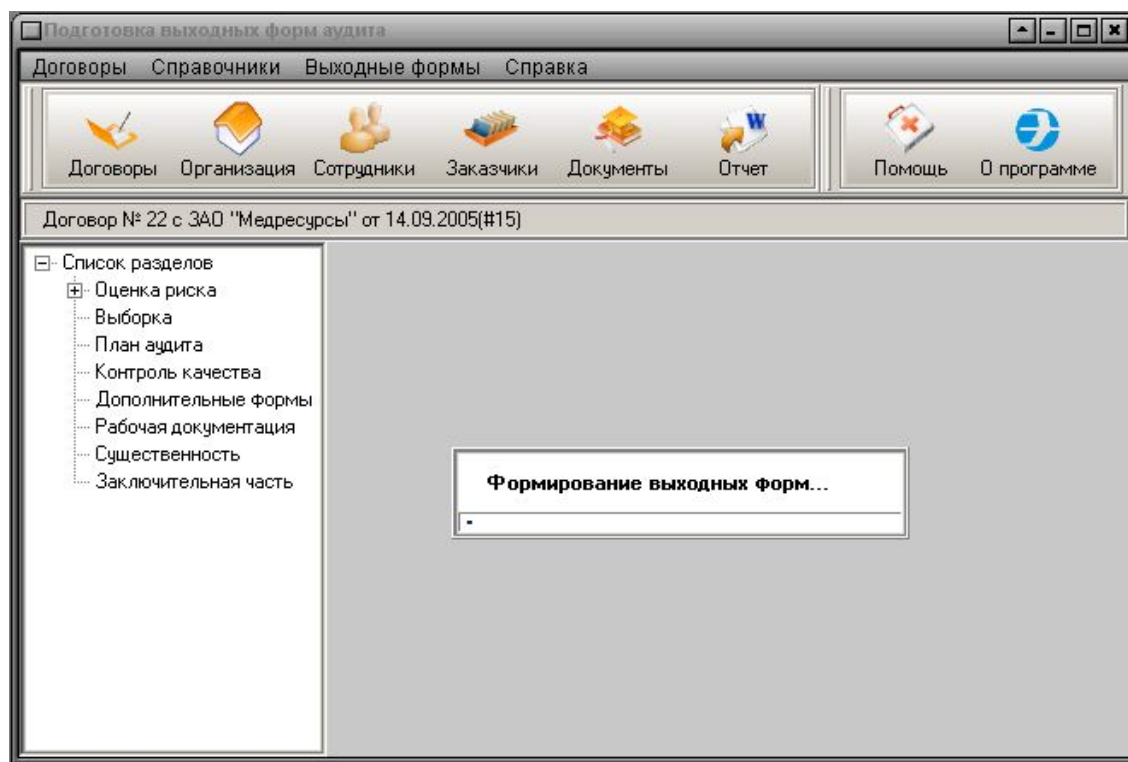 Подготовка выходных форм аудита
Договоры Справочники Выходные формы Справка
Договоры Организация Сотрудники Заказчики Документы Отчет Помощь О программе
Договор № 22 с ЗАО "Медресурсы" от 14.09.2005(#15)
Список разделов
Оценка риска
Выборка
План аудита
Контроль качества
Дополнительные формы
Рабочая документация
Существенность
Заключительная часть
Формирование выходных форм...